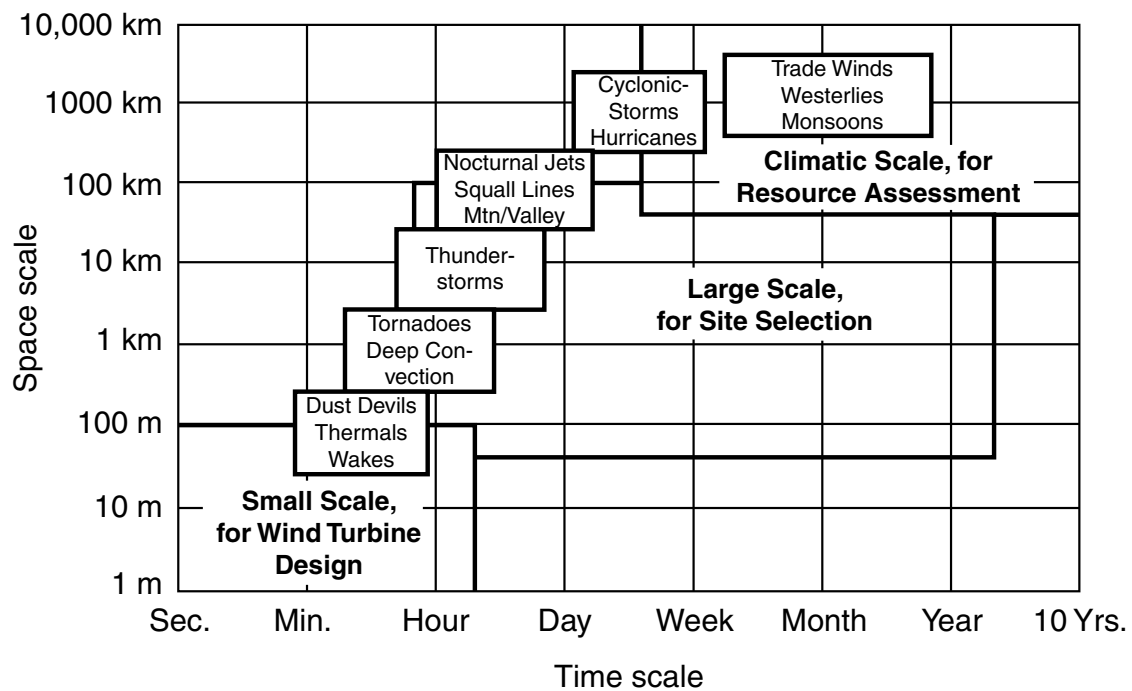 10,000 km
1000 km
100 km
10 km
1 km
100 m
10 m
1 m
Space scale
Cyclonic-
Storms
Hurricanes
Trade Winds
Westerlies
Monsoons
Climatic Scale, for
Resource Assessment
Nocturnal Jets
Squall Lines
Mtn/Valley
Thunder-
storms
Large Scale,
for Site Selection
Tornadoes
Deep Con-
vection
Dust Devils
Thermals
Wakes
Small Scale,
for Wind Turbine
Design
Sec. Min. Hour Day Week Month Year 10 Yrs.
Time scale